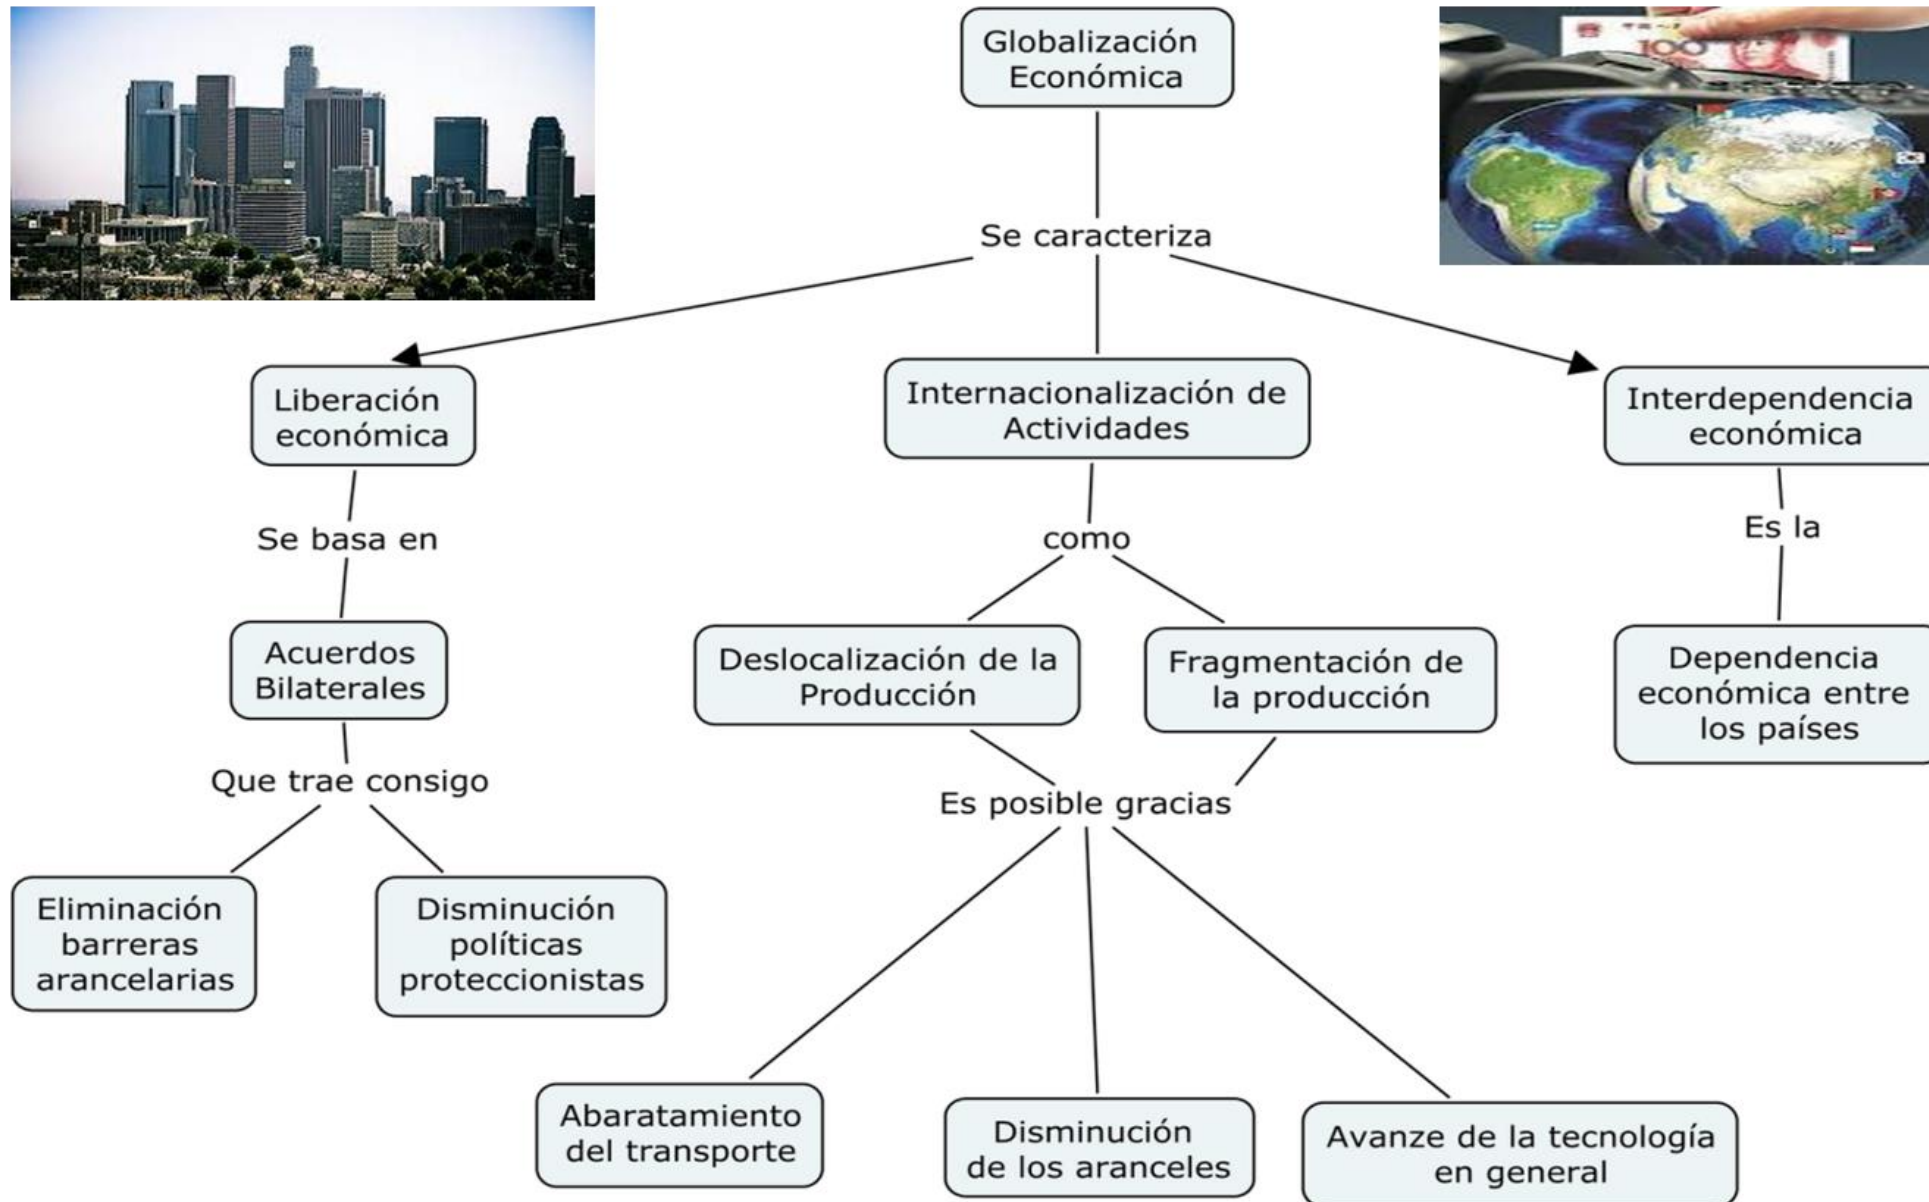 Globalización
Económica
100
Se caracteriza
Liberación
económica
Internacionalización de
Actividades
Interdependencia
económica
Se basa en
como
Es la
Acuerdos
Bilaterales
Deslocalización de la
Producción
Fragmentación de
la producción
Dependencia
económica entre
los países
Que trae consigo
Es posible gracias
Eliminación
barreras
arancelarias
Disminución
políticas
proteccionistas
Abaratamiento
del transporte
Disminución
de los aranceles
Avanze de la tecnología
en general